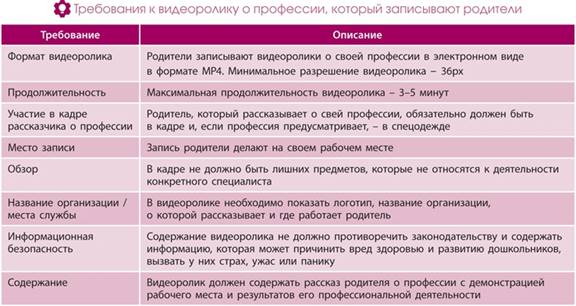 Требования к видеоролику о профессии, который записывают родители
Требование Описание
Формат видеоролика Родители записывают видеоролики о своей профессии в электронном виде
в формате MP4. Минимальное разрешение видеоролика – 36px
Продолжительность Максимальная продолжительность видеоролика – 3–5 минут
Участие в кадре Родитель, который рассказывает о свей профессии, обязательно должен быть
рассказчика о профессии в кадре и, если профессия предусматривает, – в спецодежде
Место записи Запись родители делают на своем рабочем месте
Обзор В кадре не должно быть лишних предметов, которые не относятся к деятельности
конкретного специалиста
Название организации / В видеоролике необходимо показать логотип, название организации,
места службы о которой рассказывает и где работает родитель
Информационная Содержание видеоролика не должно противоречить законодательству и содержать
безопасность информацию, которая может причинить вред здоровью и развитию дошкольников,
вызвать у них страх, ужас или панику
Содержание Видеоролик должен содержать рассказ родителя о профессии с демонстрацией
рабочего места и результатов его профессиональной деятельности